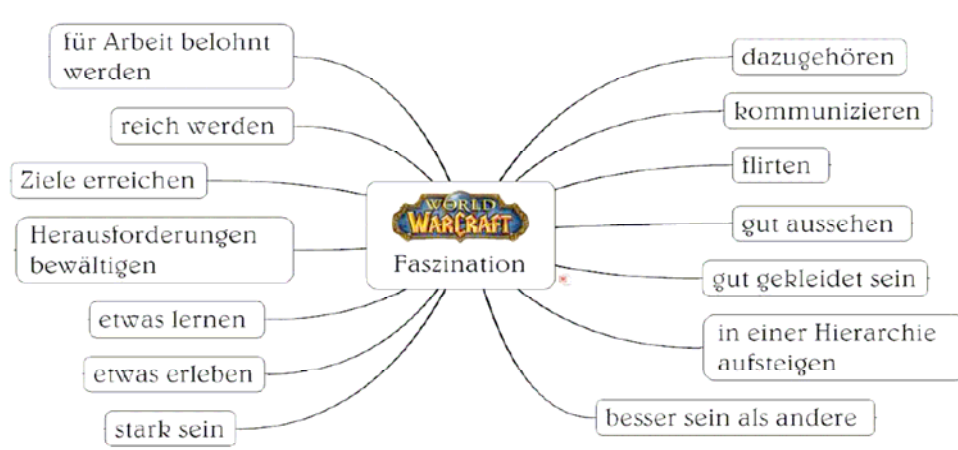 für Arbeit belohnt
werden
reich werden
Ziele erreichen
Herausforderungen
bewältigen
etwas lernen
etwas erleben
stark sein
WORLD
WARCRAFT
Faszination
dazugehören
kommunizieren
flirten
gut aussehen
gut gekleidet sein
in einer Hierarchie
aufsteigen
besser sein als andere